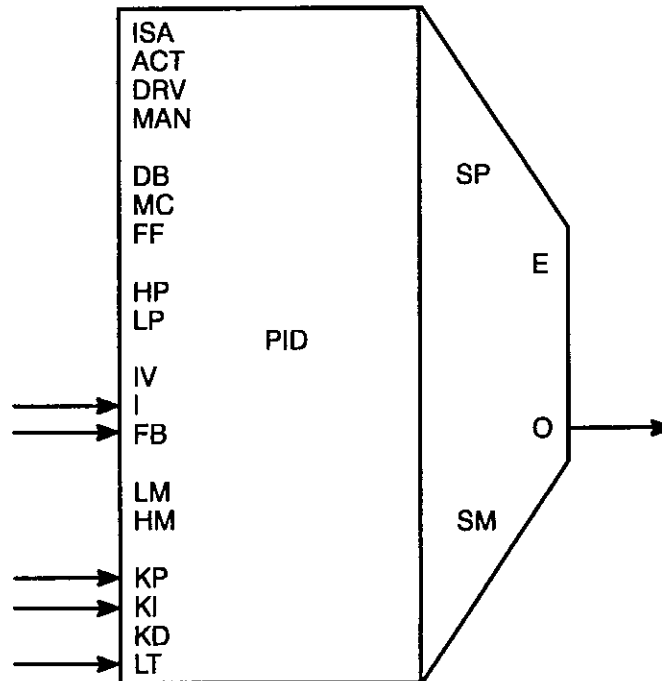 ISA
ACT
DRV
MAN
DB
MC
FF
HP
LP
IV
I
FB
LM
HM
KP
KI
KD
LT
PID
SP
E
O
SM